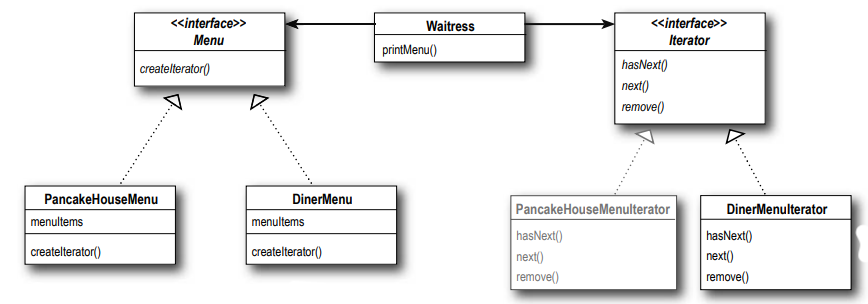 <<interface>>
Menu
createIterator()
Waitress
printMenu()
<<interface>>
Iterator
hasNext()
next()
remove()
PancakeHouseMenu
menuItems
createIterator()
DinerMenu
menuItems
createIterator()
PancakeHouseMenuIterator
hasNext()
next()
remove()
DinerMenuIterator
hasNext()
next()
remove()